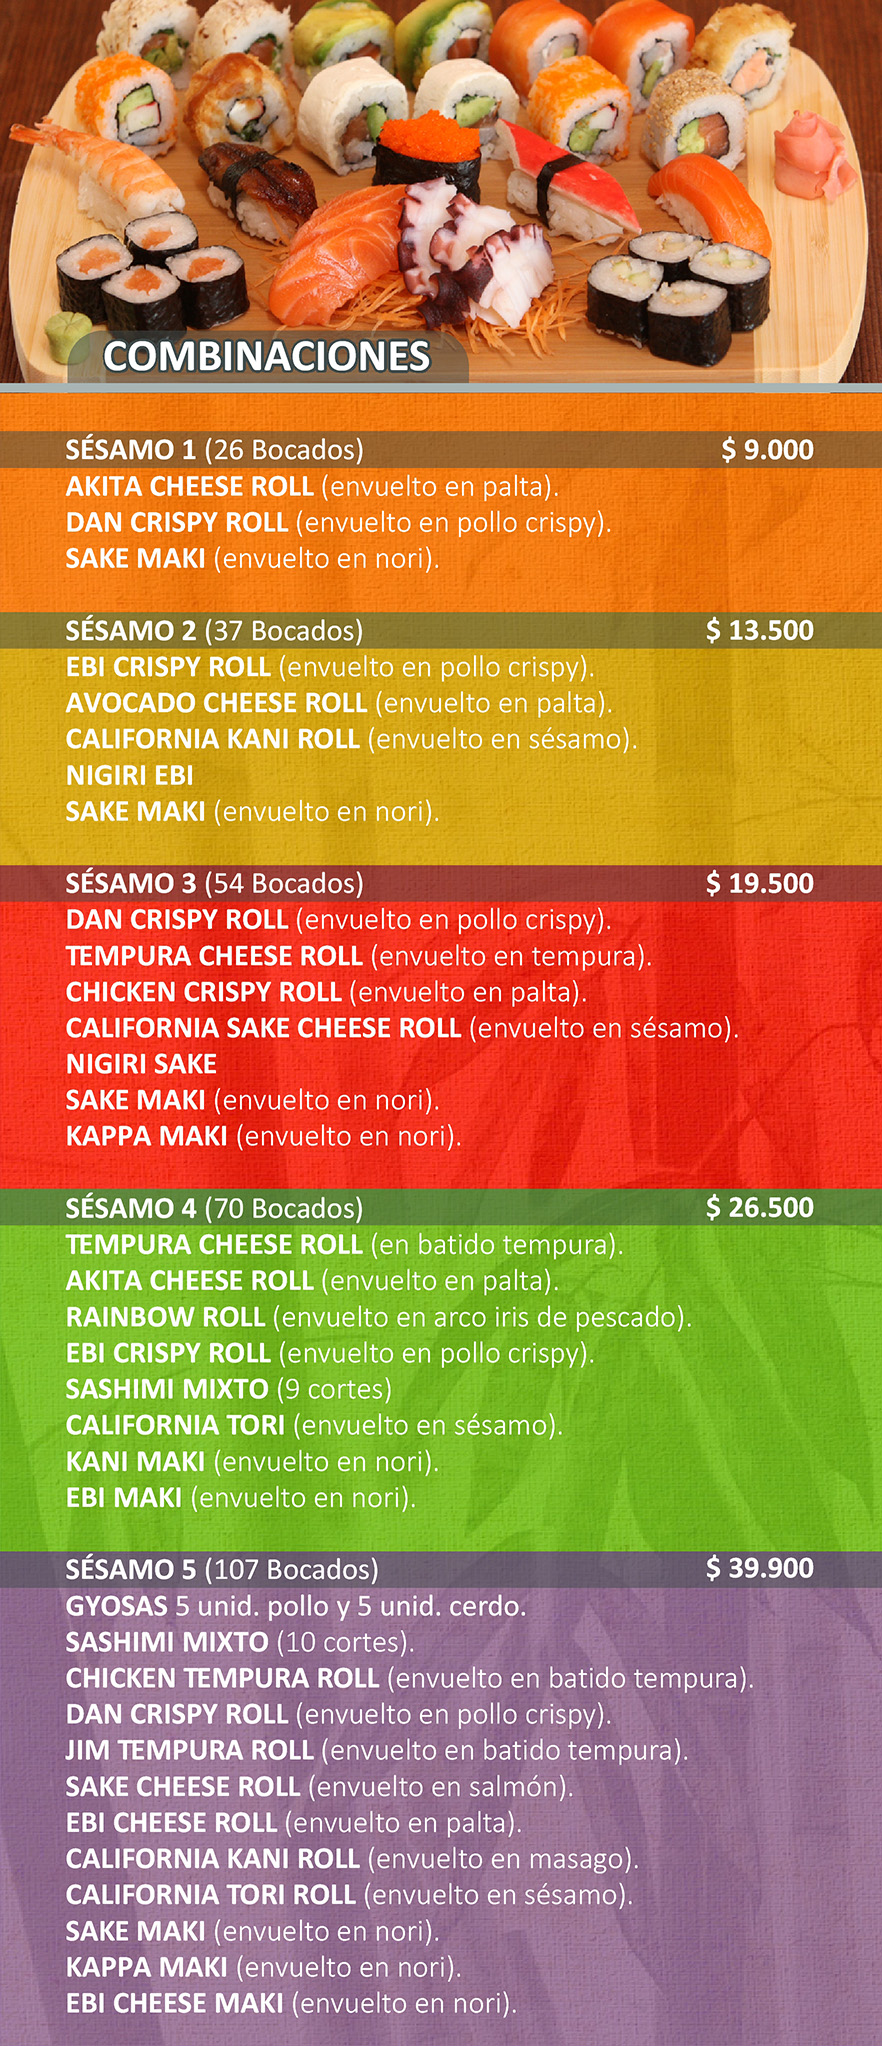 COMBINACIONES
SÉSAMO 1 (26 Bocados) $ 9.000
AKITA CHEESE ROLL (envuelto en palta).
DAN CRISPY ROLL (envuelto en pollo crispy).
SAKE MAKI (envuelto en nori).
SÉSAMO 2 (37 Bocados) $ 13.500
EBI CRISPY ROLL (envuelto en pollo crispy).
AVOCADO CHEESE ROLL (envuelto en palta).
CALIFORNIA KANI ROLL (envuelto en sésamo).
NIGIRI EBI
SAKE MAKI (envuelto en nori).
SÉSAMO 3 (54 Bocados) $ 19.500
DAN CRISPY ROLL (envuelto en pollo crispy).
TEMPURA CHEESE ROLL (envuelto en tempura).
CHICKEN CRISPY ROLL (envuelto en palta).
CALIFORNIA SAKE CHEESE ROLL (envuelto en sésamo).
NIGIRI SAKE
SAKE MAKI (envuelto en nori).
KAPPA MAKI (envuelto en nori).
SÉSAMO 4 (70 Bocados) $ 26.500
TEMPURA CHEESE ROLL (en batido tempura).
AKITA CHEESE ROLL (envuelto en palta).
RAINBOW ROLL (envuelto en arco iris de pescado).
EBI CRISPY ROLL (envuelto en pollo crispy).
SASHIMI MIXTO (9 cortes)
CALIFORNIA TORI (envuelto en sésamo).
KANI MAKI (envuelto en nori).
EBI MAKI (envuelto en nori).
SÉSAMO 5 (107 Bocados) $ 39.900
GYOSAS 5 unid. pollo y 5 unid. cerdo.
SASHIMI MIXTO (10 cortes).
CHICKEN TEMPURA ROLL (envuelto en batido tempura).
DAN CRISPY ROLL (envuelto en pollo crispy).
JIM TEMPURA ROLL (envuelto en batido tempura).
SAKE CHEESE ROLL (envuelto en salmón).
EBI CHEESE ROLL (envuelto en palta).
CALIFORNIA KANI ROLL (envuelto en masago).
CALIFORNIA TORI ROLL (envuelto en sésamo).
SAKE MAKI (envuelto en nori).
KAPPA MAKI (envuelto en nori).
EBI CHEESE MAKI (envuelto en nori).